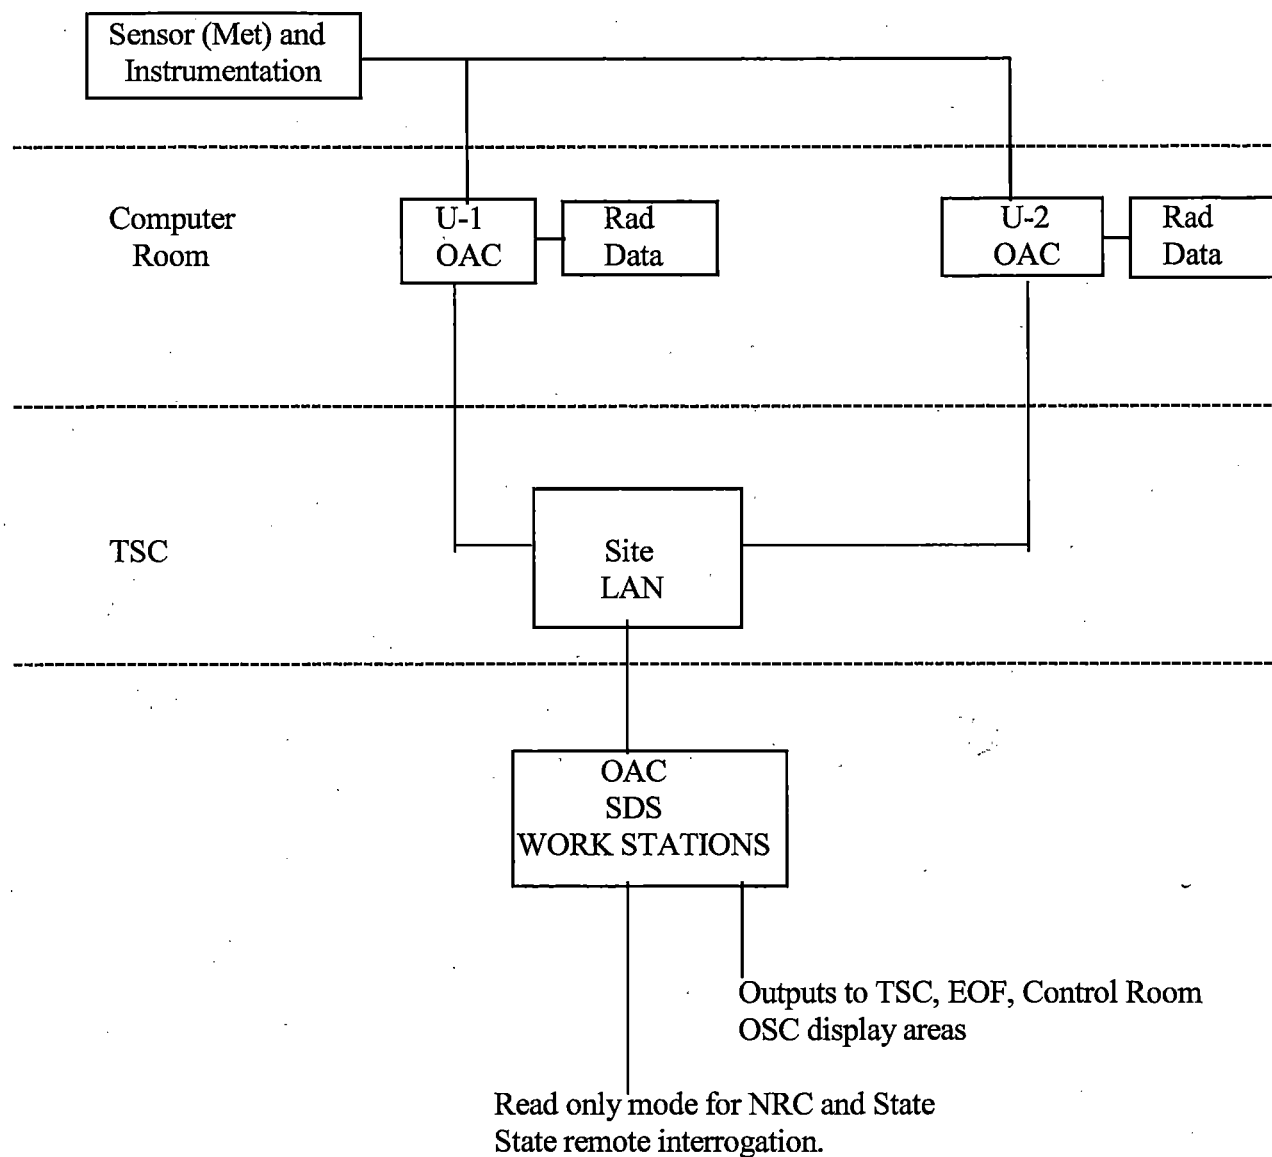 Sensor (Met) and
Instrumentation
Computer
Room
U-1
OAC
Rad
Data
U-2
OAC
Rad
Data
TSC
Site
LAN
OAC
SDS
WORK STATIONS
Outputs to TSC, EOF, Control Room
OSC display areas
Read only mode for NRC and State
State remote interrogation.